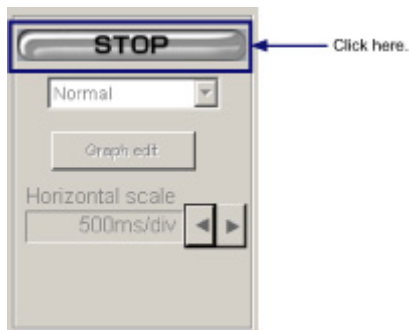 STOP
Click here.
Normal
Graph edit
Horizontal scale
500ms/div